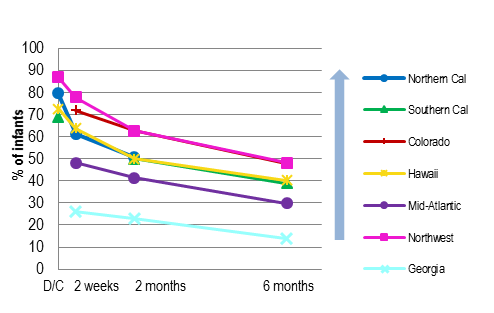 % of infants
100
90
80
70
60
50
40
30
20
10
0
D/C 2 weeks 2 months 6 months
Northern Cal
Southern Cal
Colorado
Hawaii
Mid-Atlantic
Northwest
Georgia